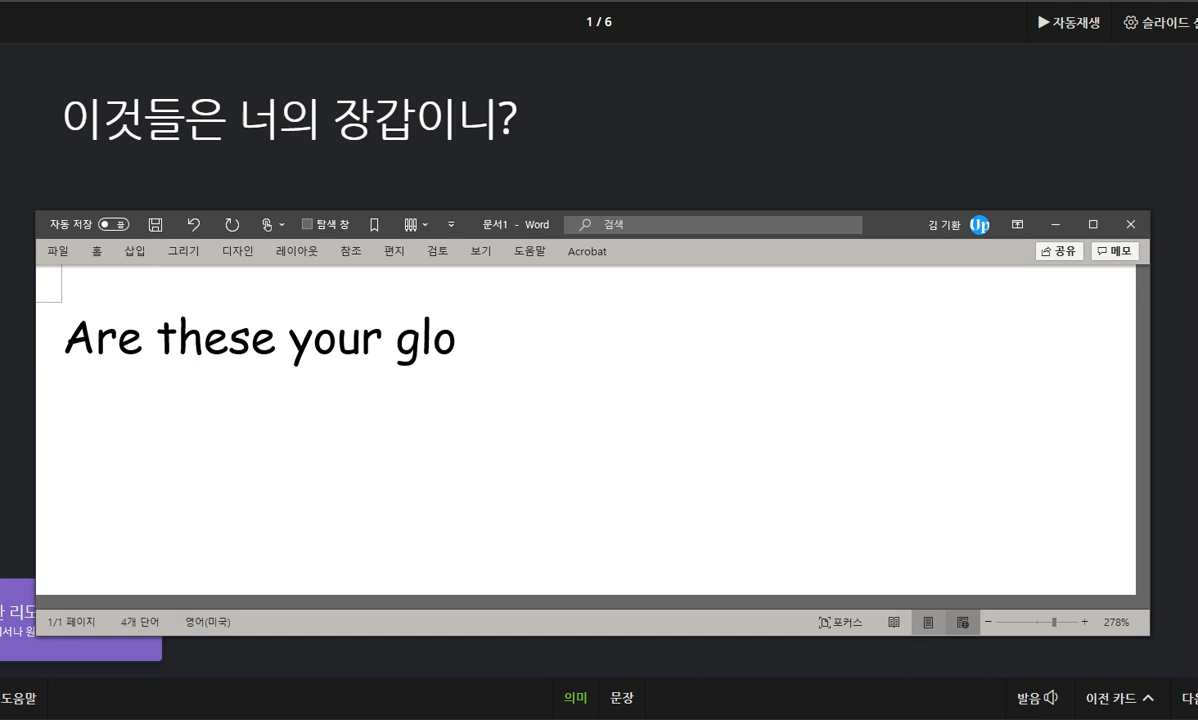 1 / 6
자동재생
슬라이드
이것들은 너의 장갑이니?
자동 저장 끔
탐색 창
문서1 - Word
검색
김 기환
Up
파일 홈 삽입 그리기 디자인 레이아웃 참조 편지 검토 보기 도움말 Acrobat
공유 메모
Are these your glo
1/1 페이지 4개 단어 영어(미국)
포커스
278%
도움말
의미 문장
발음
이전 카드